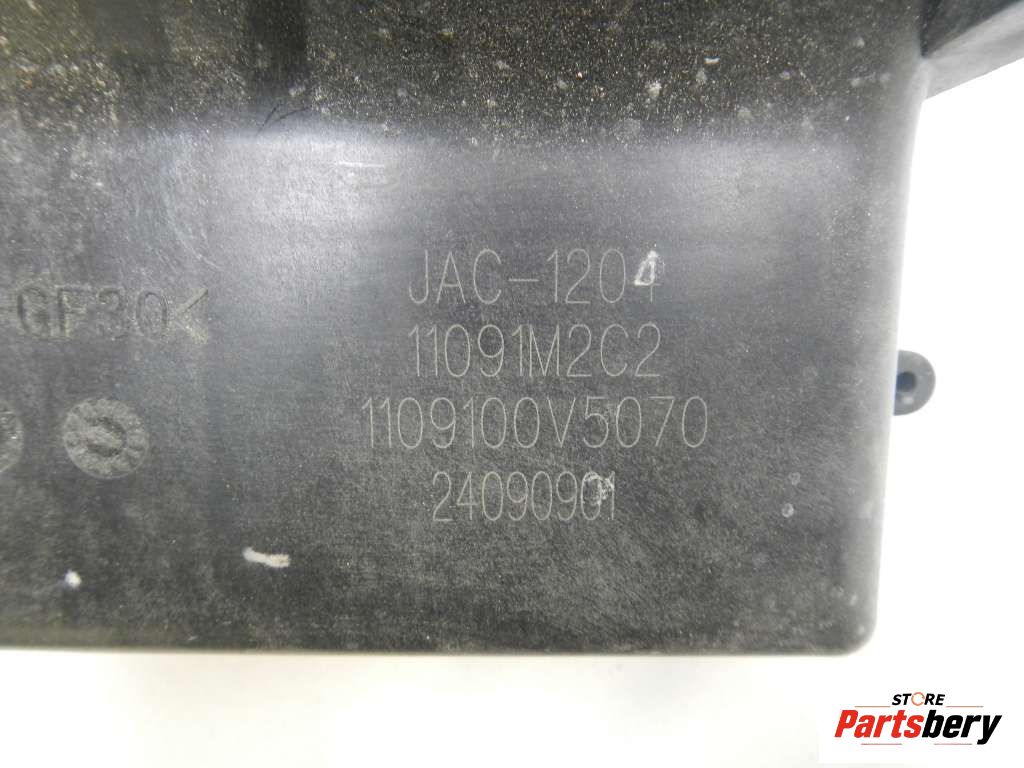 JAC-1204
11091M2C2
-GF30<
1109100V5070
24090901
STORE
Partsbery